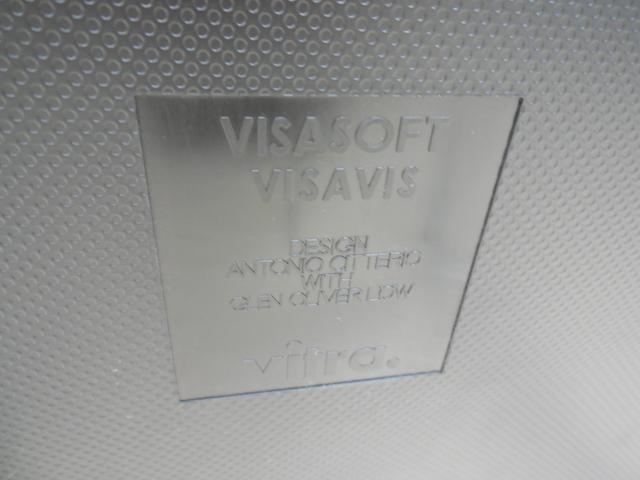 VISASOFT
VISAVIS
DESIGN
ANTONIO CITTERIO
WITH
GLEN OLIVER LÖW
vitra.